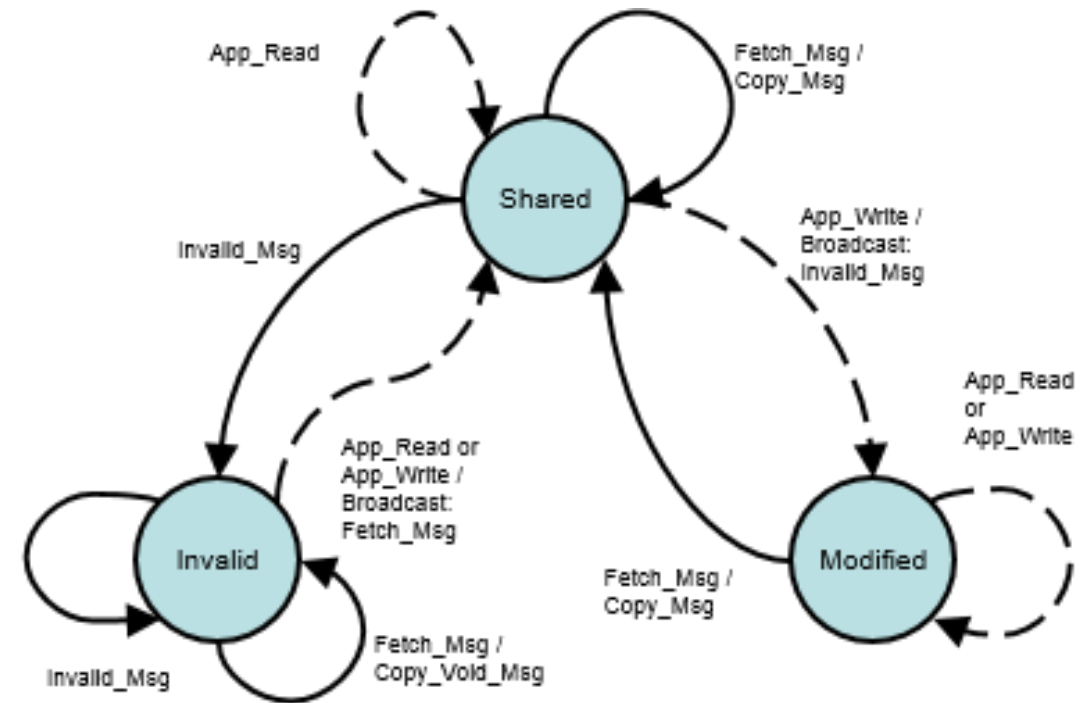 App_Read
Fetch_Msg /
Copy_Msg
Shared
App_Write /
Broadcast:
Invalid_Msg
Invalid_Msg
App_Read
or
App_Write
App_Read or
App_Write /
Broadcast:
Fetch_Msg
Invalid
Modified
Fetch_Msg /
Copy_Msg
Fetch_Msg /
Copy_Void_Msg
Invalid_Msg